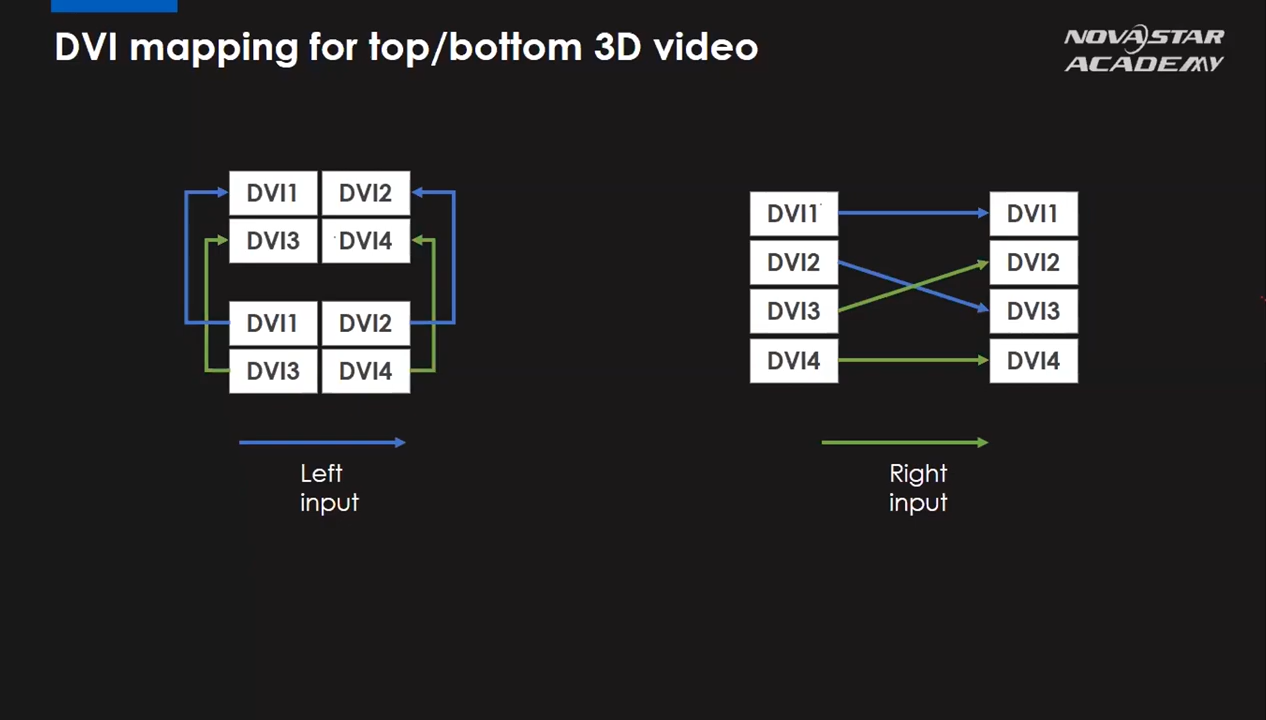 DVI mapping for top/bottom 3D video
NOVASTAR
ACADEMY
DVI1 DVI2
DVI3 DVI4
DVI1 DVI2
DVI3 DVI4
Left
input
DVI1 DVI1
DVI2 DVI2
DVI3 DVI3
DVI4 DVI4
Right
input